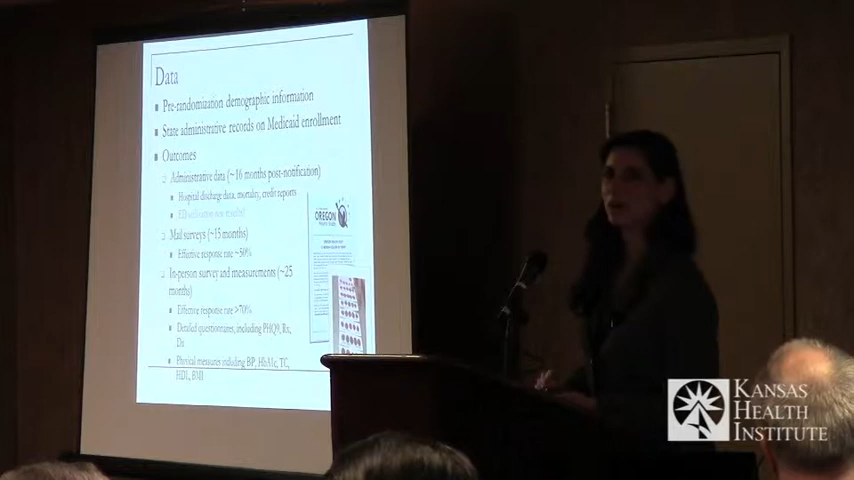 Data
Pre-randomization demographic information
State administrative records on Medicaid enrollment
Outcomes
Administrative data (~16 months post-notification)
Hospital discharge data, mortality, credit reports
ED utilization
Mail surveys (~15 months)
Effective response rate ~50%
In-person survey and measurements (~25
months)
Effective response rate >70%
Detailed questionnaires, including PHQ9, Rx,
Dx
Physical measures including BP, HbA1c, TC,
HDL, BMI
OREGON
KANSAS
HEALTH
INSTITUTE